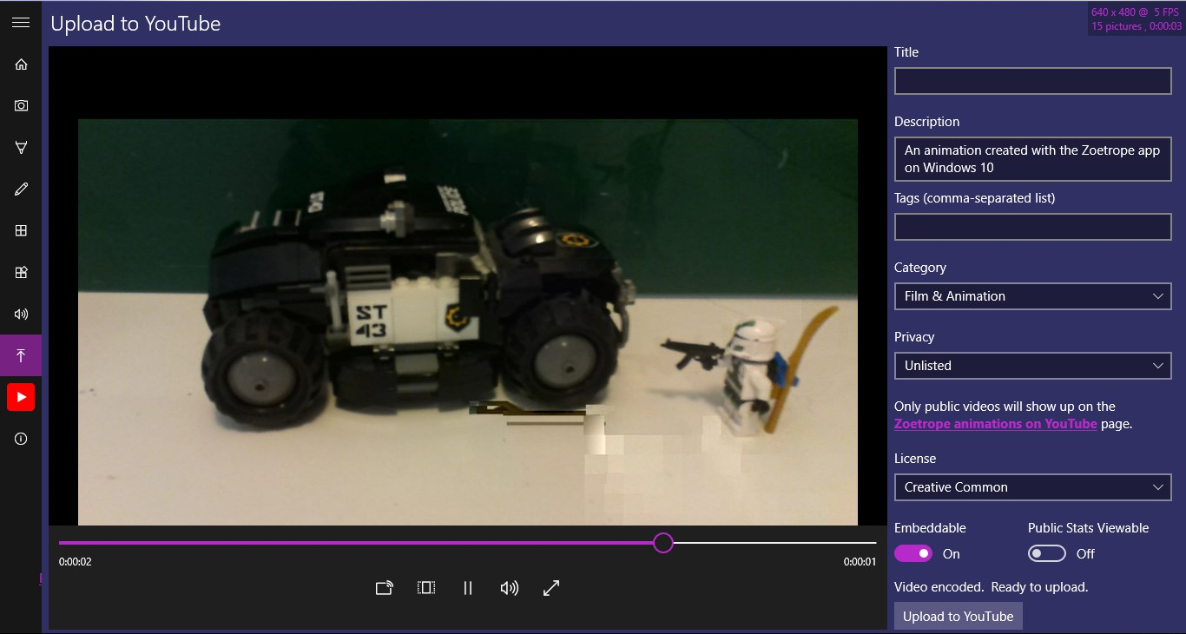 Upload to YouTube
640 x 480 @ 5 FPS
15 pictures , 0:00:03
Title
Description
An animation created with the Zoetrope app
on Windows 10
Tags (comma-separated list)
Category
Film & Animation
Privacy
Unlisted
Only public videos will show up on the
Zoetrope animations on YouTube page.
License
Creative Common
Embeddable
Public Stats Viewable
On
Off
Video encoded. Ready to upload.
Upload to YouTube
POLICE
ST
43
0:00:02
0:00:01